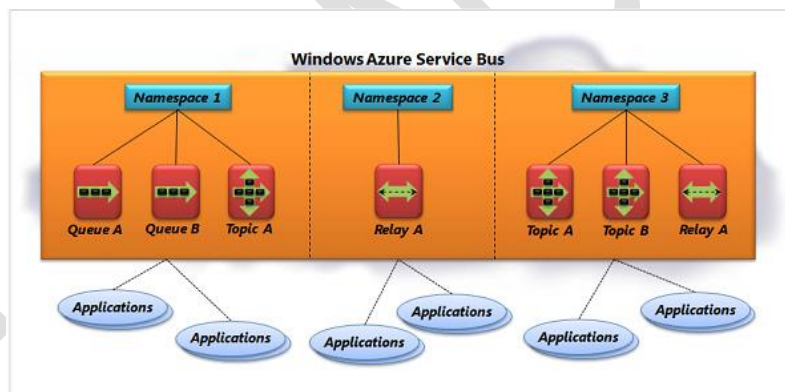 Windows Azure Service Bus
Namespace 1
Namespace 2
Namespace 3
Queue A
Queue B
Topic A
Relay A
Topic A
Topic B
Relay A
Applications
Applications
Applications
Applications
Applications
Applications